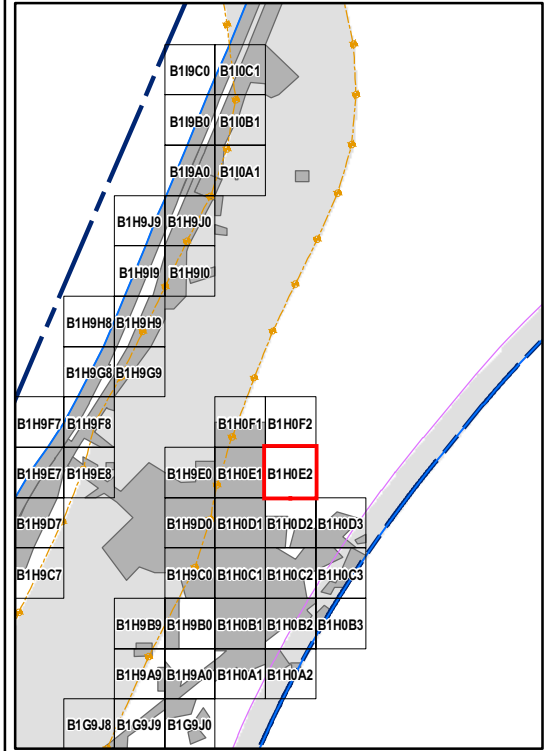 B1I9C0 B1I0C1
B1I9B0 B1I0B1
B1I9A0 B1I0A1
B1H9J9 B1H9J0
B1H9I9 B1H9I0
B1H9H8 B1H9H9
B1H9G8 B1H9G9
B1H9F7 B1H9F8 B1H0F1 B1H0F2
B1H9E7 B1H9E8 B1H9E0 B1H0E1 B1H0E2
B1H9D7 B1H9D0 B1H0D1 B1H0D2 B1H0D3
B1H9C7 B1H9C0 B1H0C1 B1H0C2 B1H0C3
B1H9B9 B1H9B0 B1H0B1 B1H0B2 B1H0B3
B1H9A9 B1H9A0 B1H0A1 B1H0A2
B1G9J8 B1G9J9 B1G9J0